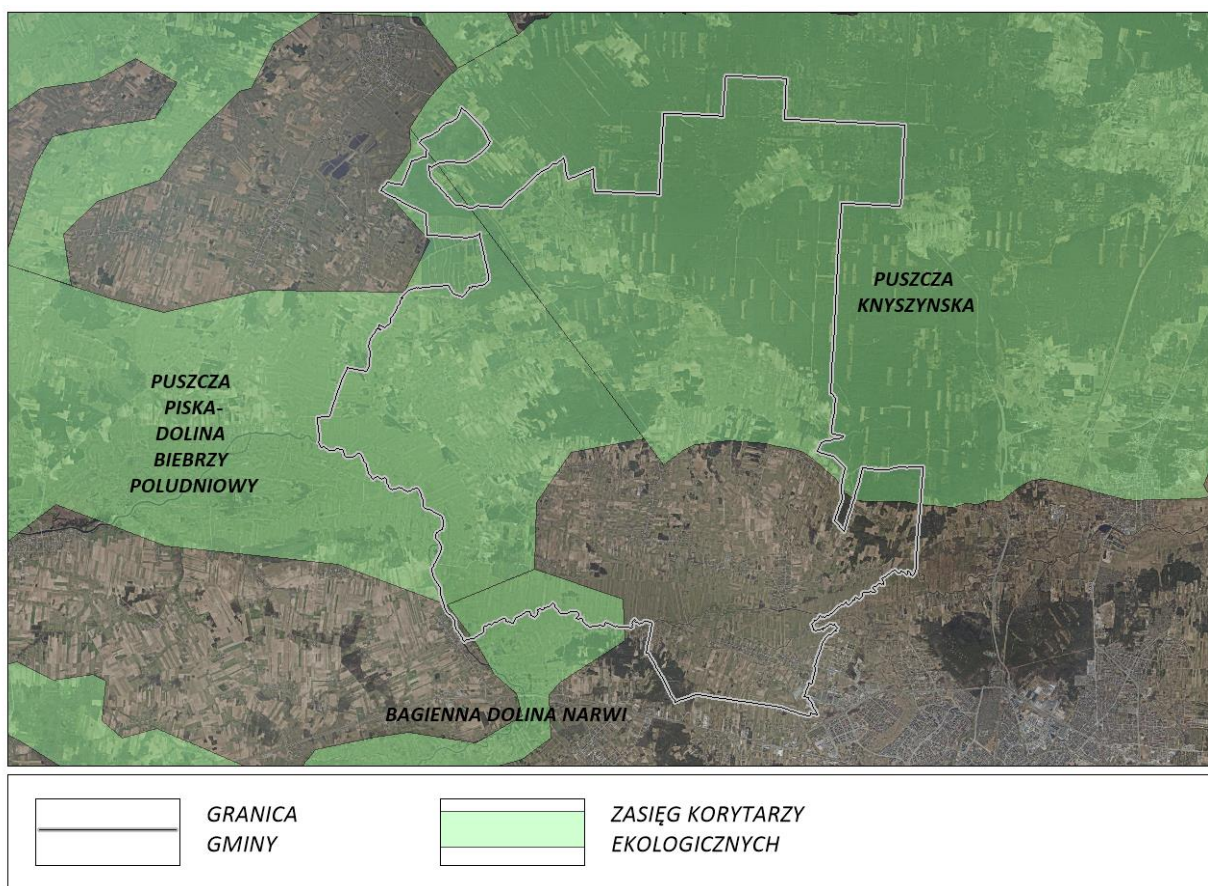 PUSZCZA
KNYSZYNSKA
PUSZCZA
PISKA-
DOLINA
BIEBRZY
POLUDNIOWY
BAGIENNA DOLINA NARWI
GRANICA
GMINY
ZASIĘG KORYTARZY
EKOLOGICZNYCH